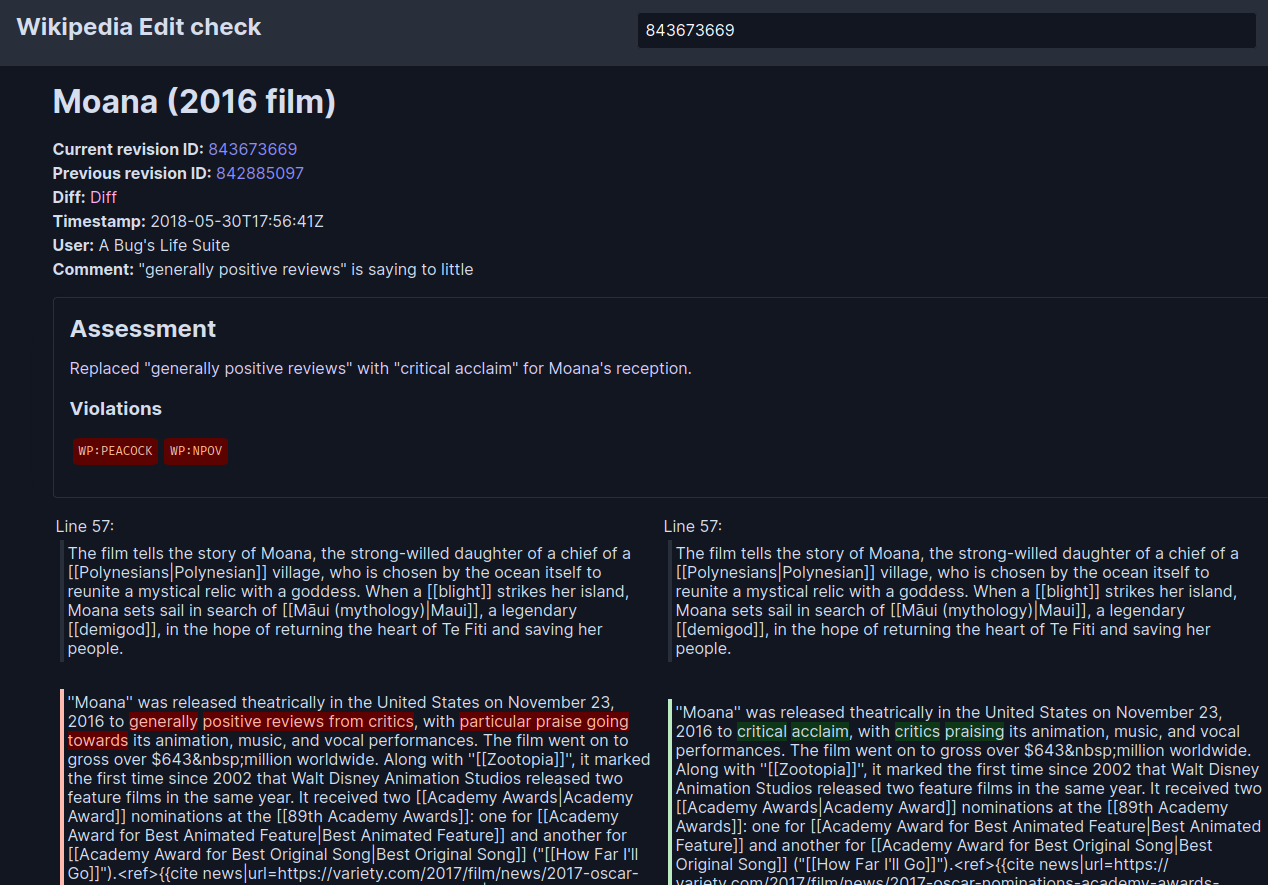 Wikipedia Edit check
843673669
Moana (2016 film)
Current revision ID: 843673669
Previous revision ID: 842885097
Diff: Diff
Timestamp: 2018-05-30T17:56:41Z
User: A Bug's Life Suite
Comment: "generally positive reviews" is saying to little
Assessment
Replaced "generally positive reviews" with "critical acclaim" for Moana's reception.
Violations
WP:PEACOCK WP:NPOV
Line 57:
The film tells the story of Moana, the strong-willed daughter of a chief of a
[[Polynesians|Polynesian]] village, who is chosen by the ocean itself to
reunite a mystical relic with a goddess. When a [[blight]] strikes her island,
Moana sets sail in search of [[Māui (mythology)|Maui]], a legendary
[[demigod]], in the hope of returning the heart of Te Fiti and saving her
people.
''Moana'' was released theatrically in the United States on November 23,
2016 to generally positive reviews from critics, with particular praise going
towards its animation, music, and vocal performances. The film went on to
gross over $643&nbsp;million worldwide. Along with ''[[Zootopia]]'', it marked
the first time since 2002 that Walt Disney Animation Studios released two
feature films in the same year. It received two [[Academy Awards|Academy
Award]] nominations at the [[89th Academy Awards]]: one for [[Academy
Award for Best Animated Feature|Best Animated Feature]] and another for
[[Academy Award for Best Original Song|Best Original Song]] ("[[How Far I'll
Go]]").<ref>{{cite news|url=https://variety.com/2017/film/news/2017-oscar-
Line 57:
The film tells the story of Moana, the strong-willed daughter of a chief of a
[[Polynesians|Polynesian]] village, who is chosen by the ocean itself to
reunite a mystical relic with a goddess. When a [[blight]] strikes her island,
Moana sets sail in search of [[Māui (mythology)|Maui]], a legendary
[[demigod]], in the hope of returning the heart of Te Fiti and saving her
people.
''Moana'' was released theatrically in the United States on November 23,
2016 to critical acclaim, with critics praising its animation, music, and vocal
performances. The film went on to gross over $643&nbsp;million worldwide.
Along with ''[[Zootopia]]'', it marked the first time since 2002 that Walt Disney
Animation Studios released two feature films in the same year. It received two
[[Academy Awards|Academy Award]] nominations at the [[89th Academy
Awards]]: one for [[Academy Award for Best Animated Feature|Best Animated
Feature]] and another for [[Academy Award for Best Original Song|Best
Original Song]] ("[[How Far I'll Go]]").<ref>{{cite news|url=https://
variety.com/2017/film/news/2017-oscar-nominations-academy-awards-